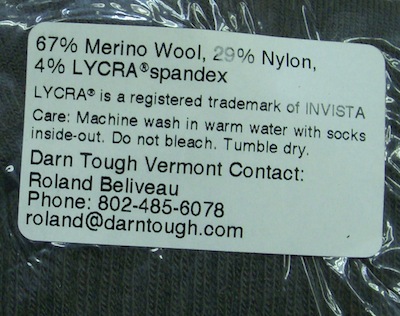 67% Merino Wool, 29% Nylon,
4% LYCRA®spandex
LYCRA® is a registered trademark of INVISTA
Care: Machine wash in warm water with socks
inside-out. Do not bleach. Tumble dry.
Darn Tough Vermont Contact:
Roland Beliveau
Phone: 802-485-6078
roland@darntough.com